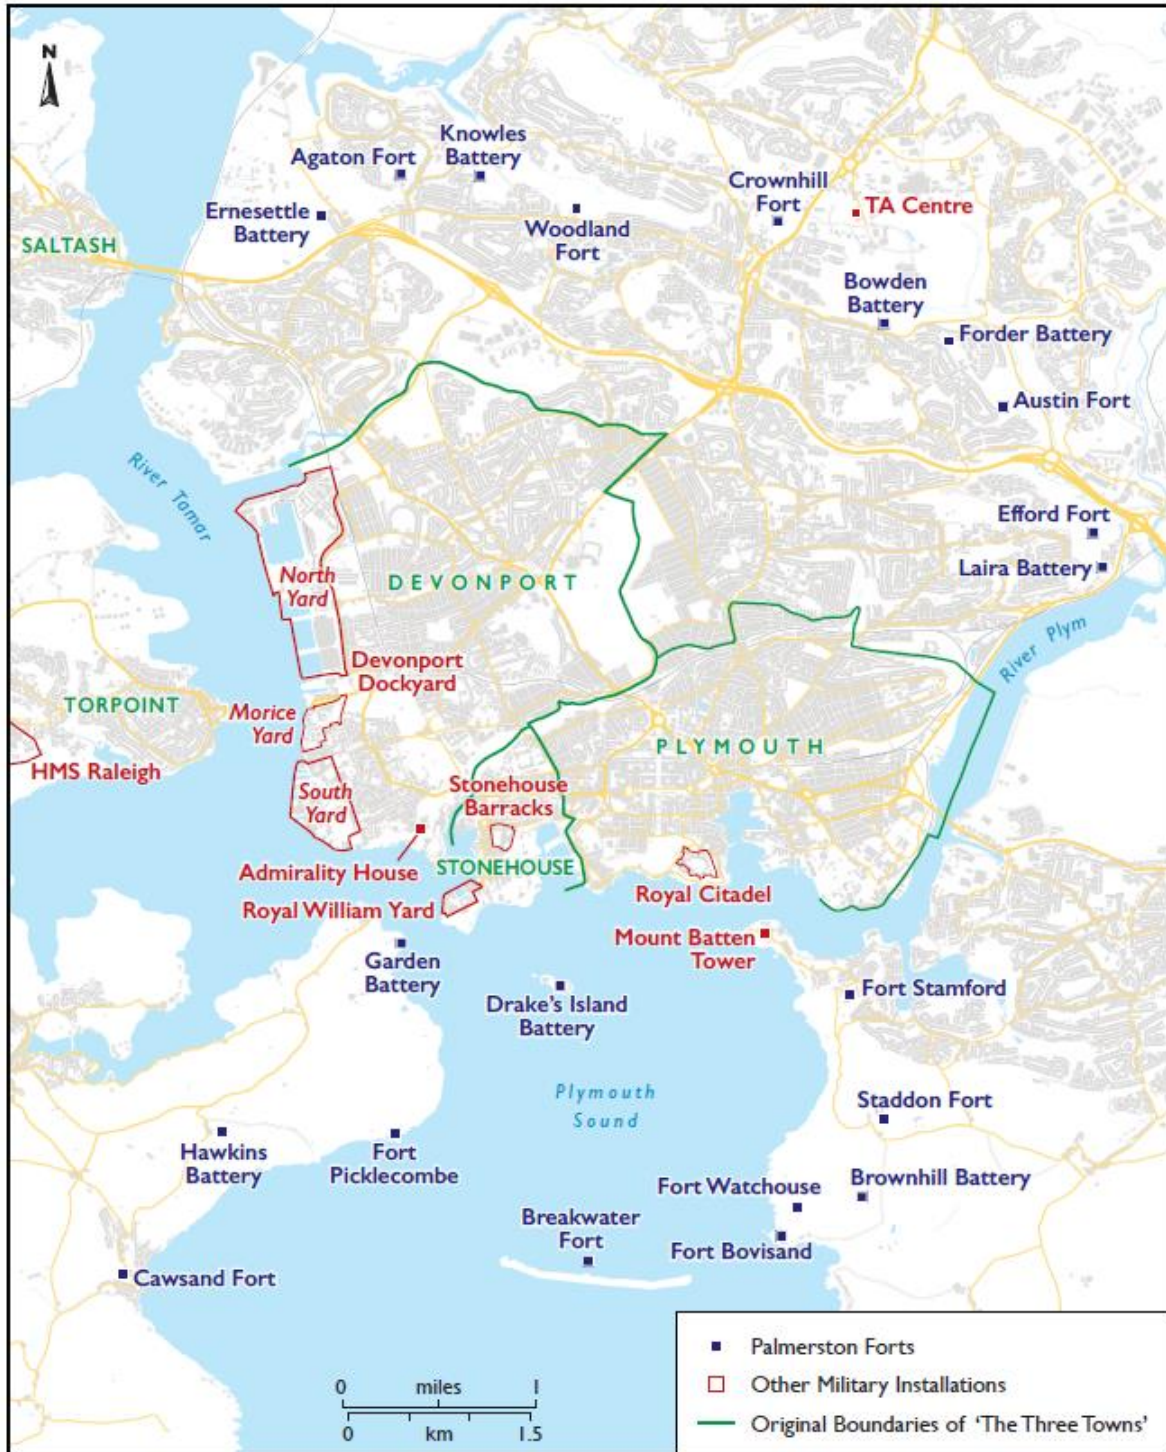 N
Knowles
Battery
Agaton Fort
Crownhill
Fort
TA Centre
Ernesettle
Battery
Woodland
Fort
SALTASH
Bowden
Battery
Forder Battery
Austin Fort
River Tamar
Efford Fort
Laira Battery
North
Yard
DEVONPORT
River Plym
Devonport
Dockyard
TORPOINT
Morice
Yard
PLYMOUTH
HMS Raleigh
South
Yard
Stonehouse
Barracks
Admirality House
STONEHOUSE
Royal William Yard
Royal Citadel
Mount Batten
Tower
Garden
Battery
Drake's Island
Battery
Fort Stamford
Plymouth
Sound
Staddon Fort
Hawkins
Battery
Fort
Picklecombe
Brownhill Battery
Fort Watchouse
Breakwater
Fort
Fort Bovisand
Cawsand Fort
Palmerston Forts
Other Military Installations
Original Boundaries of 'The Three Towns'
0 miles 1
0 km 1.5